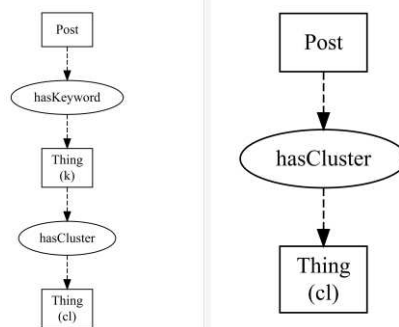 Post
hasKeyword
Thing
(k)
hasCluster
Thing
(cl)
Post
hasCluster
Thing
(cl)